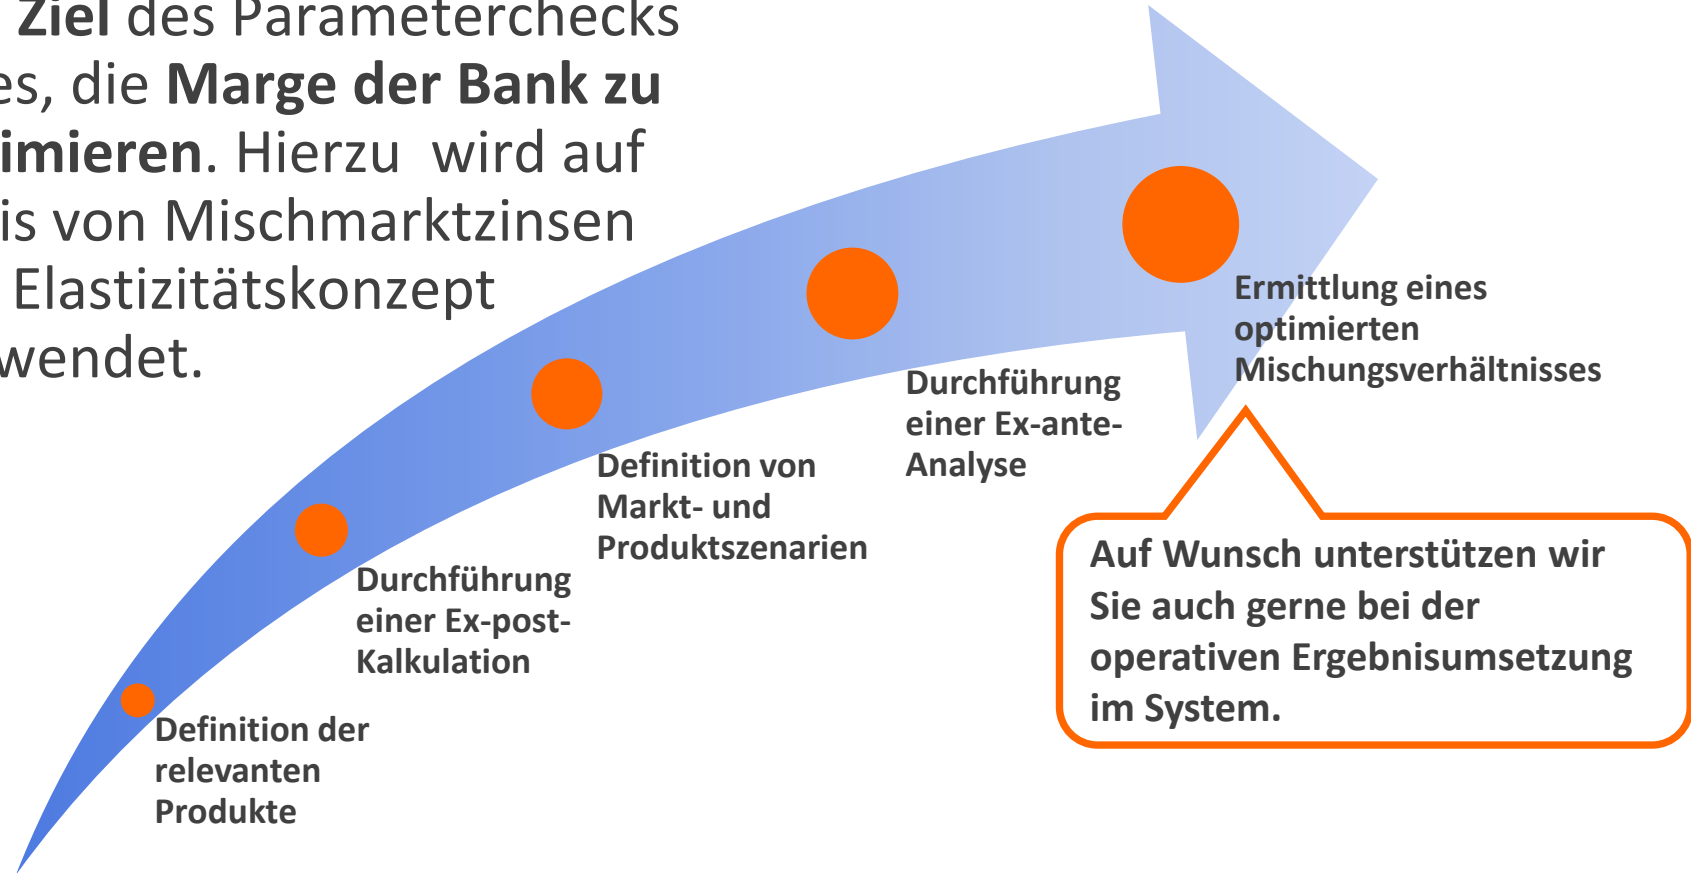 Ziel des Parameterchecks
es, die Marge der Bank zu
imieren. Hierzu wird auf
is von Mischmarktzinsen
Elastizitätskonzept
wendet.
Ermittlung eines
optimierten
Mischungsverhältnisses
Durchführung
einer Ex-ante-
Analyse
Definition von
Markt- und
Produktszenarien
Durchführung
einer Ex-post-
Kalkulation
Definition der
relevanten
Produkte
Auf Wunsch unterstützen wir
Sie auch gerne bei der
operativen Ergebnisumsetzung
im System.